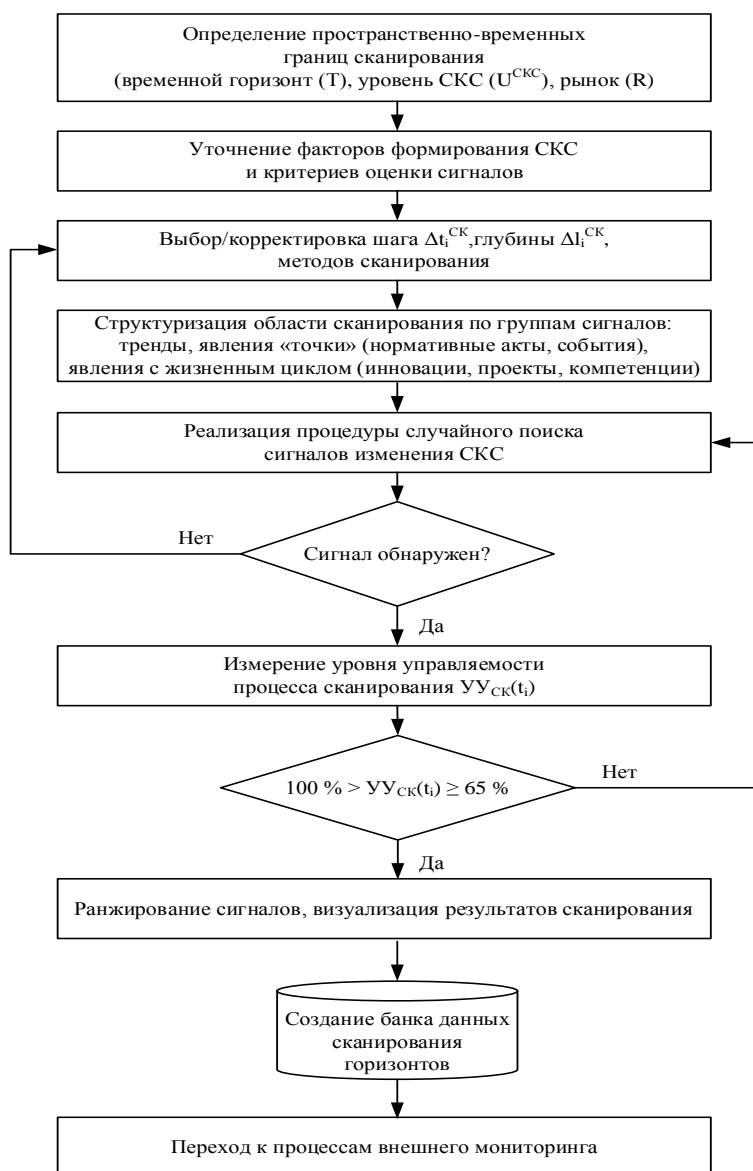 Определение пространственно-временных
границ сканирования
(временной горизонт (T), уровень СКС (U^СКС), рынок (R)
Уточнение факторов формирования СКС
и критериев оценки сигналов
Выбор/корректировка шага Δt_i^СК,глубины Δl_i^СК,
методов сканирования
Структуризация области сканирования по группам сигналов:
тренды, явления «точки» (нормативные акты, события),
явления с жизненным циклом (инновации, проекты, компетенции)
Реализация процедуры случайного поиска
сигналов изменения СКС
Нет
Сигнал обнаружен?
Да
Измерение уровня управляемости
процесса сканирования УУ_СК(t_i)
100 % > УУ_СК(t_i) ≥ 65 %
Нет
Да
Ранжирование сигналов, визуализация результатов сканирования
Создание банка данных
сканирования
горизонтов
Переход к процессам внешнего мониторинга